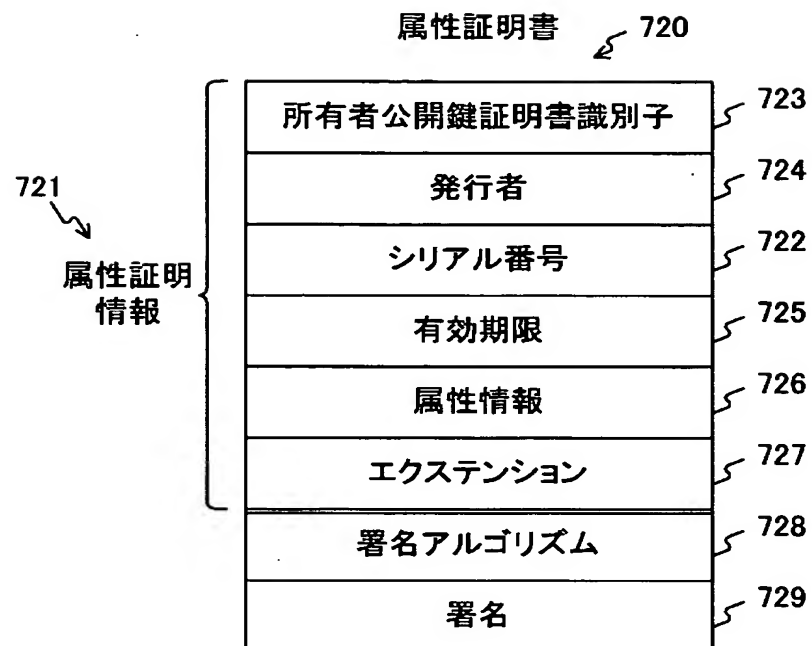 属性証明書 720
所有者公開鍵証明書識別子 723
発行者 724
721
シリアル番号 722
属性証明
情報
有効期限 725
属性情報 726
エクステンション 727
署名アルゴリズム 728
署名 729